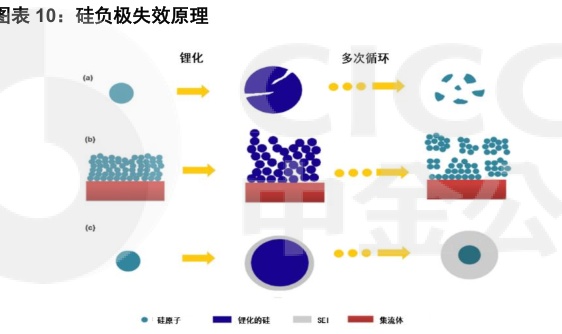 图表 10：硅负极失效原理
锂化
多次循环
(a)
(b)
(c)
硅原子
锂化的硅
SEI
集流体
CICC
中金公